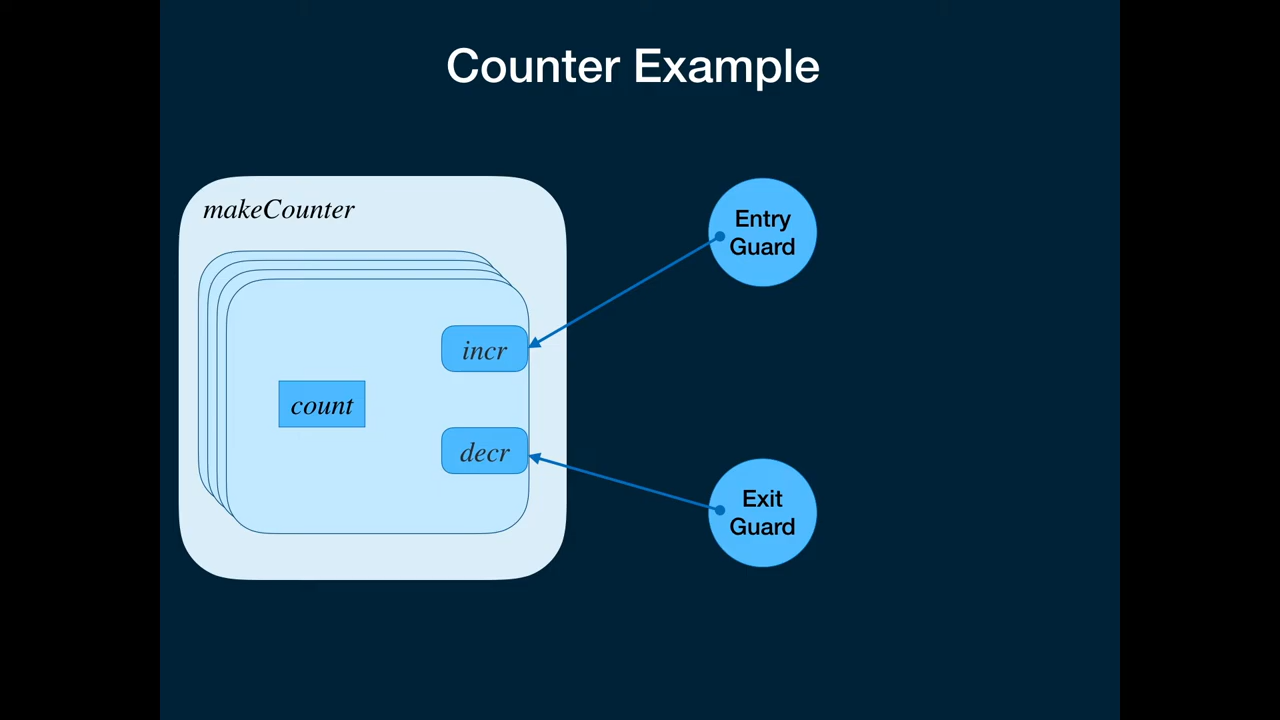 Counter Example
makeCounter
incr
count
decr
Entry
Guard
Exit
Guard